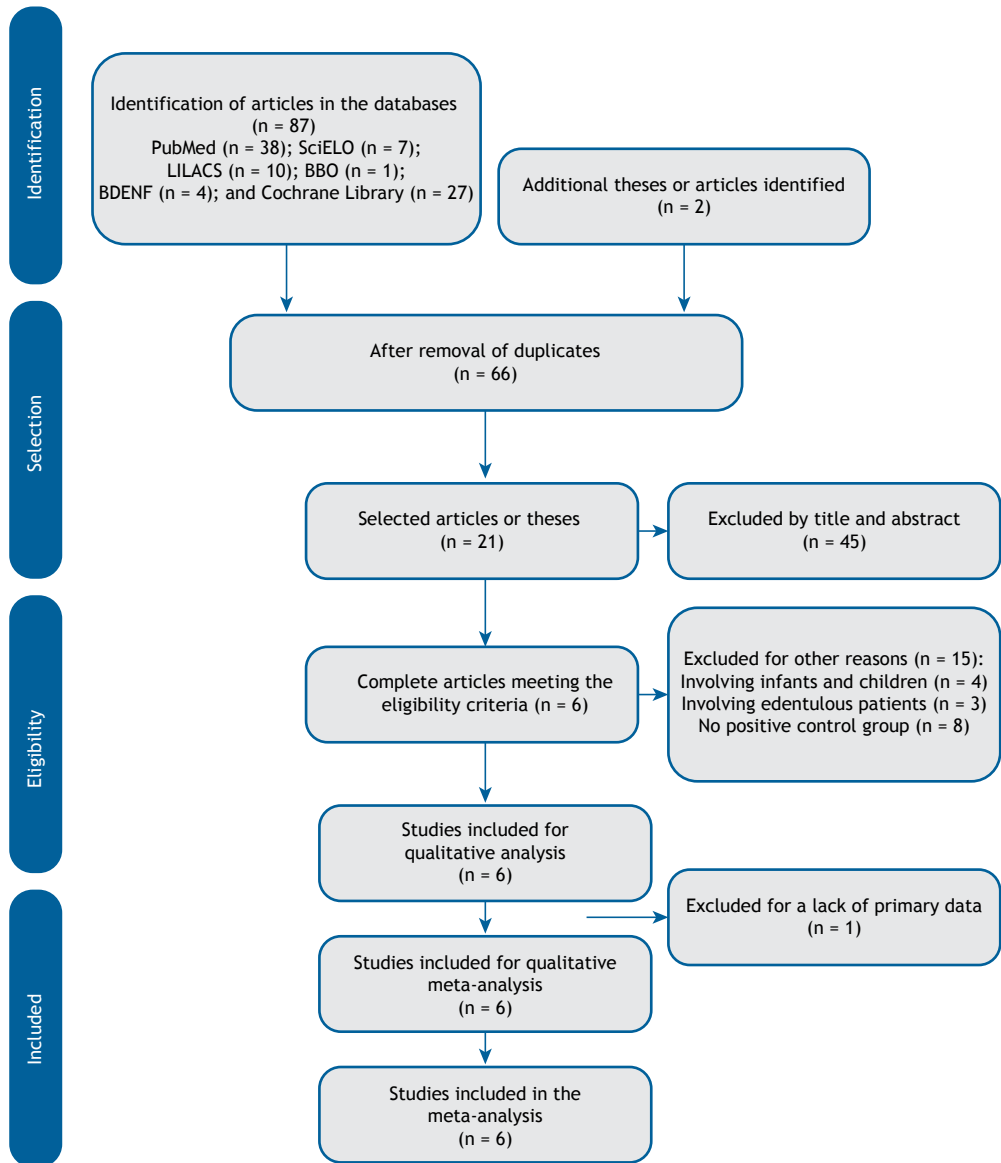 Identification
Identification of articles in the databases
(n = 87)
PubMed (n = 38); SciELO (n = 7);
LILACS (n = 10); BBO (n = 1);
BDENF (n = 4); and Cochrane Library (n = 27)
Additional theses or articles identified
(n = 2)
Selection
After removal of duplicates
(n = 66)
Selected articles or theses
(n = 21)
Excluded by title and abstract
(n = 45)
Eligibility
Complete articles meeting the
eligibility criteria (n = 6)
Excluded for other reasons (n = 15):
Involving infants and children (n = 4)
Involving edentulous patients (n = 3)
No positive control group (n = 8)
Studies included for
qualitative analysis
(n = 6)
Included
Excluded for a lack of primary data
(n = 1)
Studies included for qualitative
meta-analysis
(n = 6)
Studies included in the
meta-analysis
(n = 6)